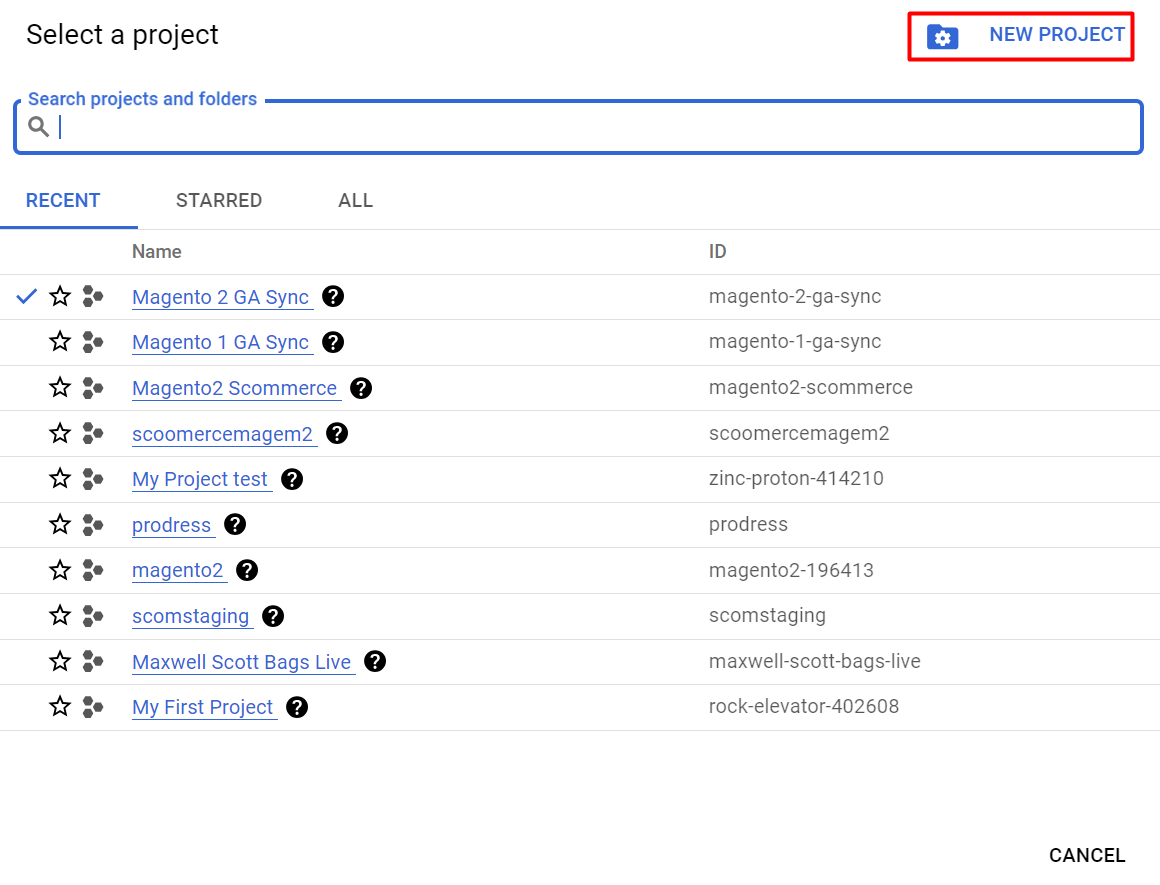 Select a project
NEW PROJECT
Search projects and folders
RECENT STARRED ALL
Name ID
Magento 2 GA Sync magento-2-ga-sync
Magento 1 GA Sync magento-1-ga-sync
Magento2 Scommerce magento2-scommerce
scoomercemagem2 scoomercemagem2
My Project test zinc-proton-414210
prodress prodress
magento2 magento2-196413
scomstaging scomstaging
Maxwell Scott Bags Live maxwell-scott-bags-live
My First Project rock-elevator-402608
CANCEL